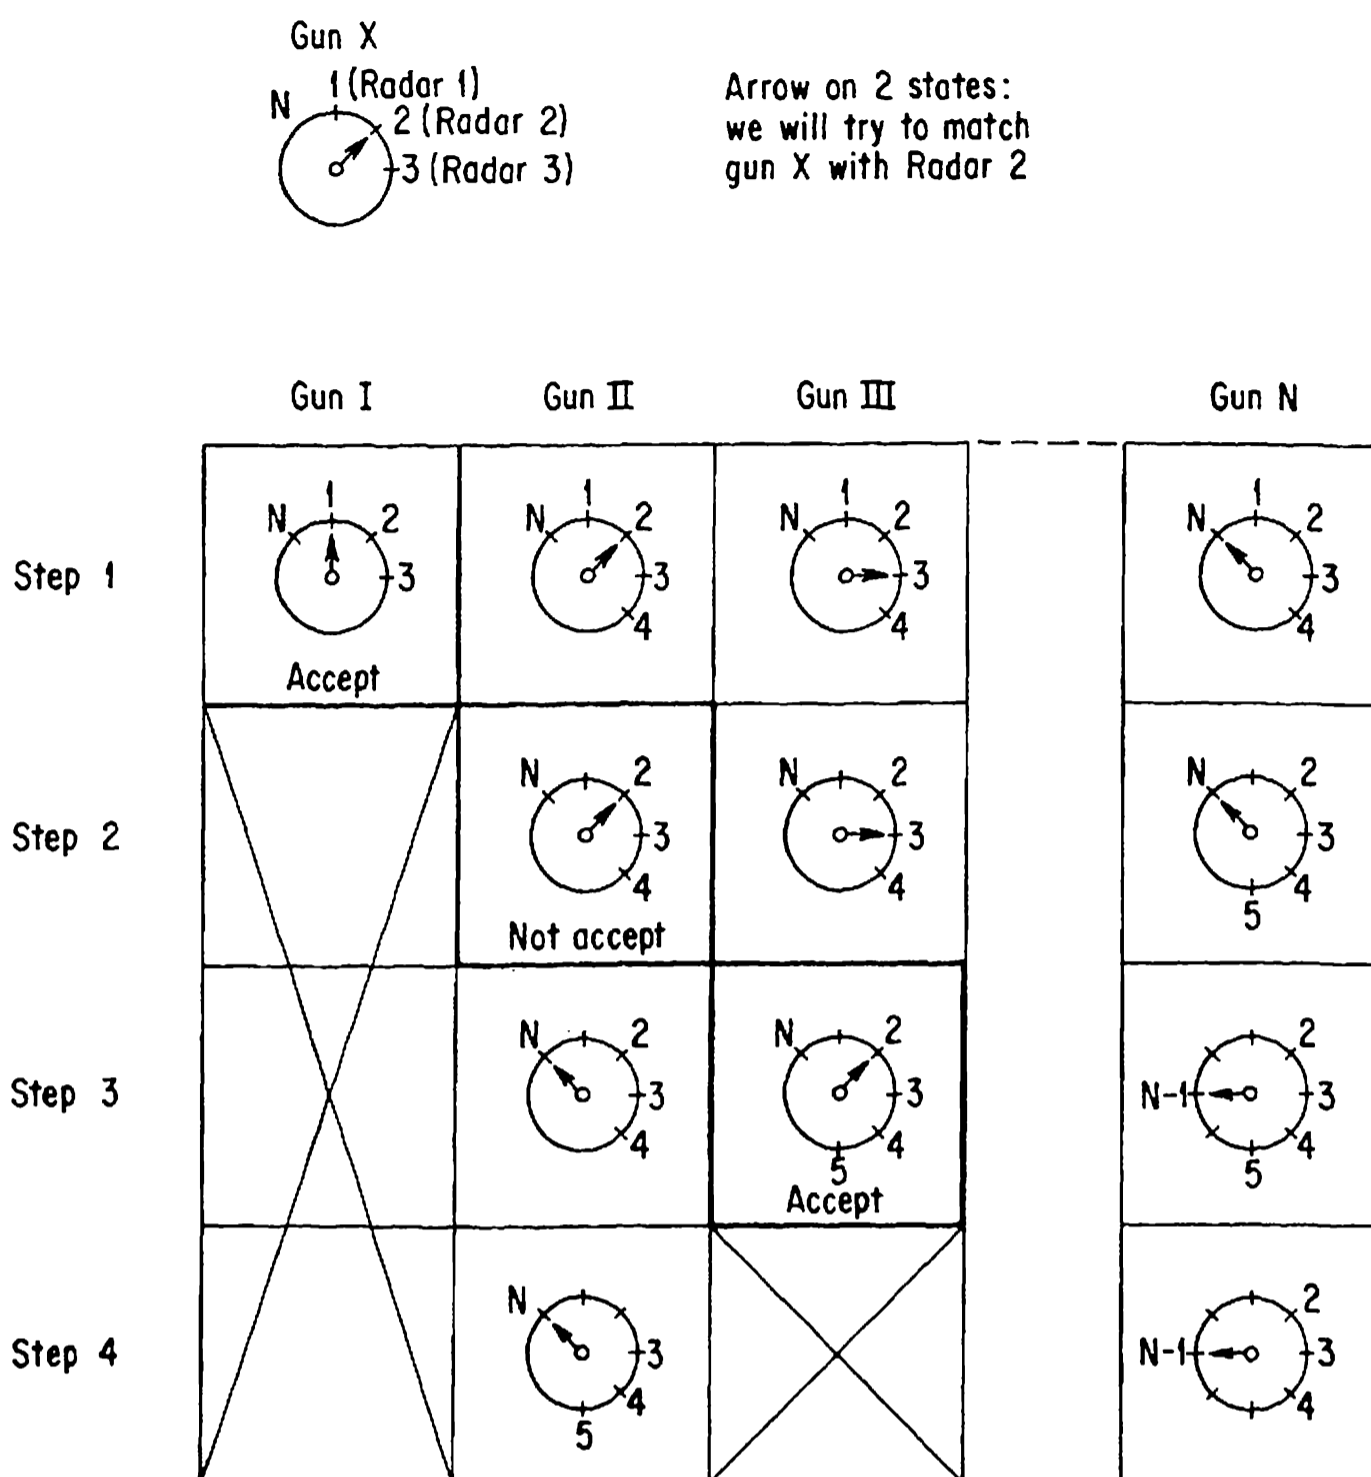 Gun X
1 (Radar 1)
N
2 (Radar 2)
3 (Radar 3)
Arrow on 2 states:
we will try to match
gun X with Radar 2
Gun I Gun II Gun III Gun N
Step 1
N 1 2 3
Accept
N 1 2 3 4
N 1 2 3 4
N 1 2 3 4
Step 2
N 2 3 4
Not accept
N 2 3 4
N 2 3 4 5
Step 3
N 2 3 4
N 2 3 4 5
Accept
N-1 2 3 4 5
Step 4
N 3 4 5
N-1 2 3 4